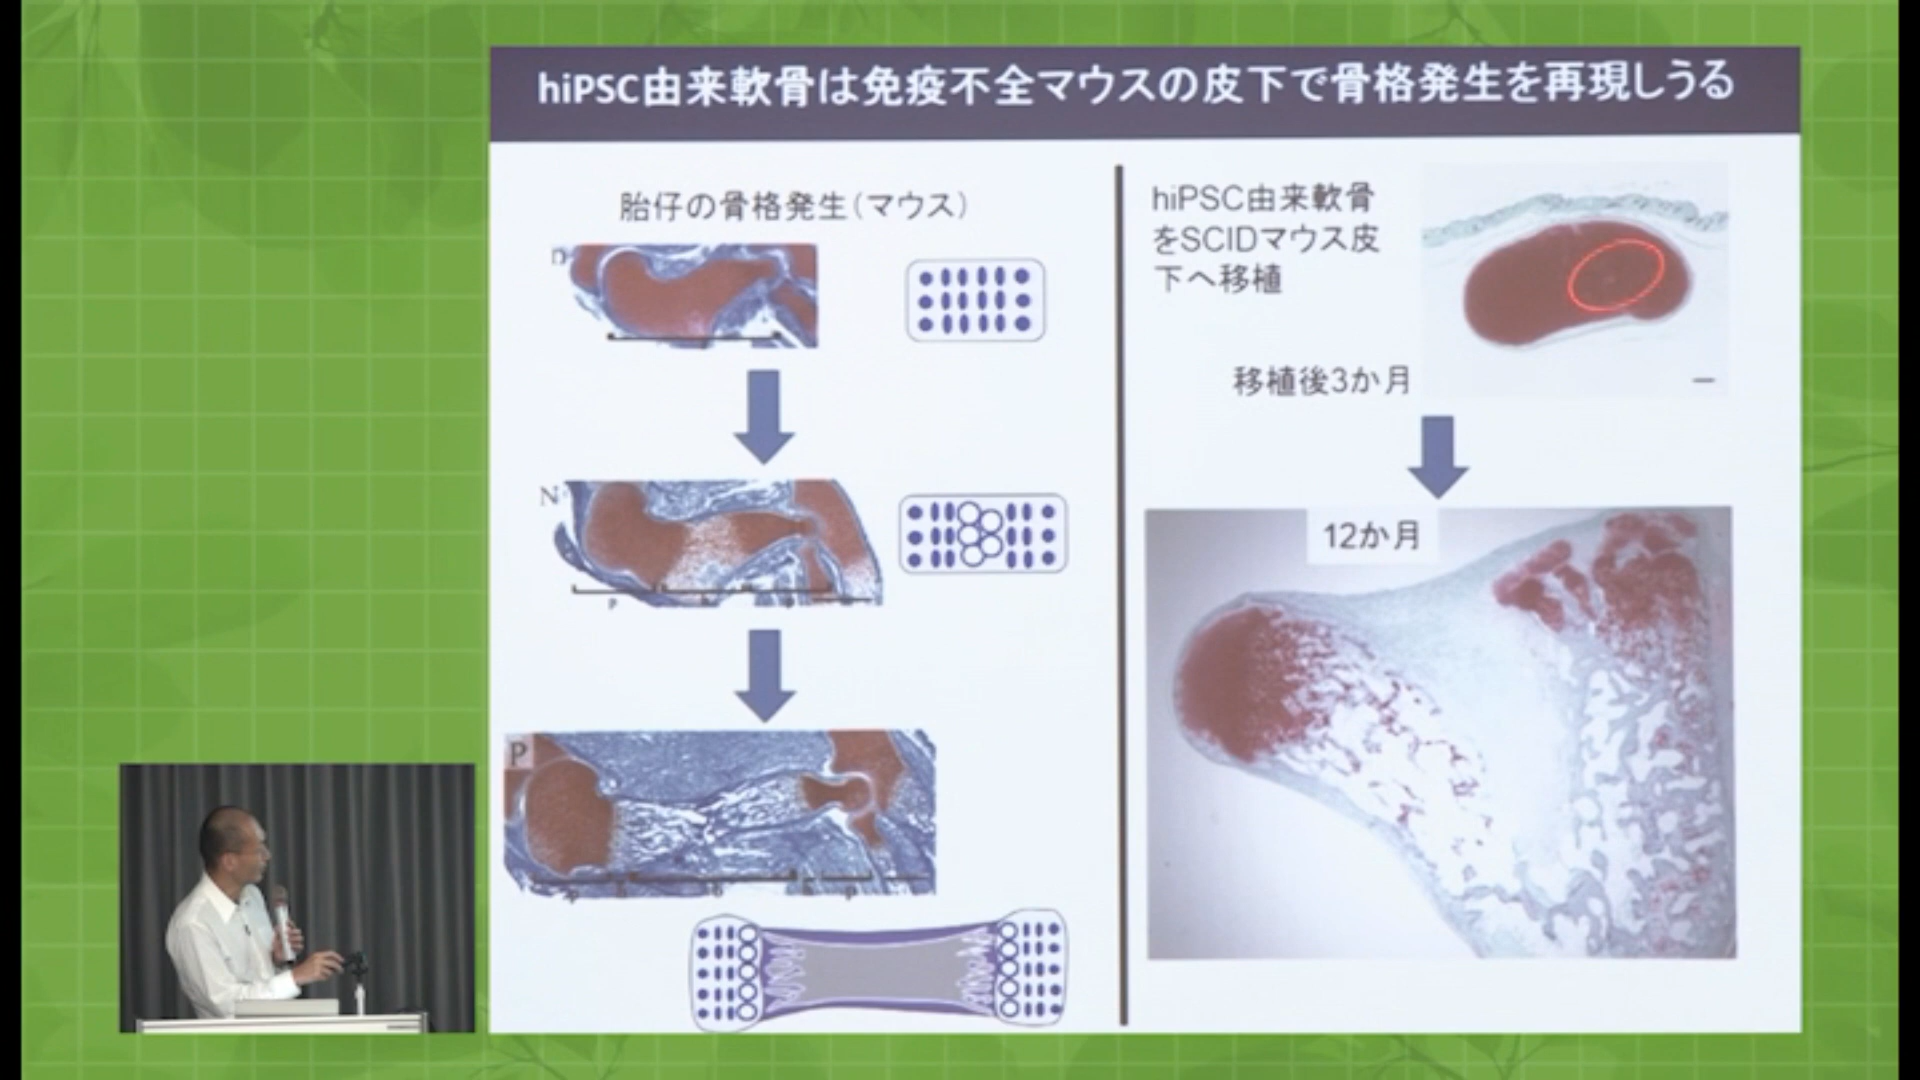 hiPSC由来軟骨は免疫不全マウスの皮下で骨格発生を再現しうる
胎仔の骨格発生(マウス)
D
N
P
P
hiPSC由来軟骨
をSCIDマウス皮
下へ移植
移植後3か月
12か月